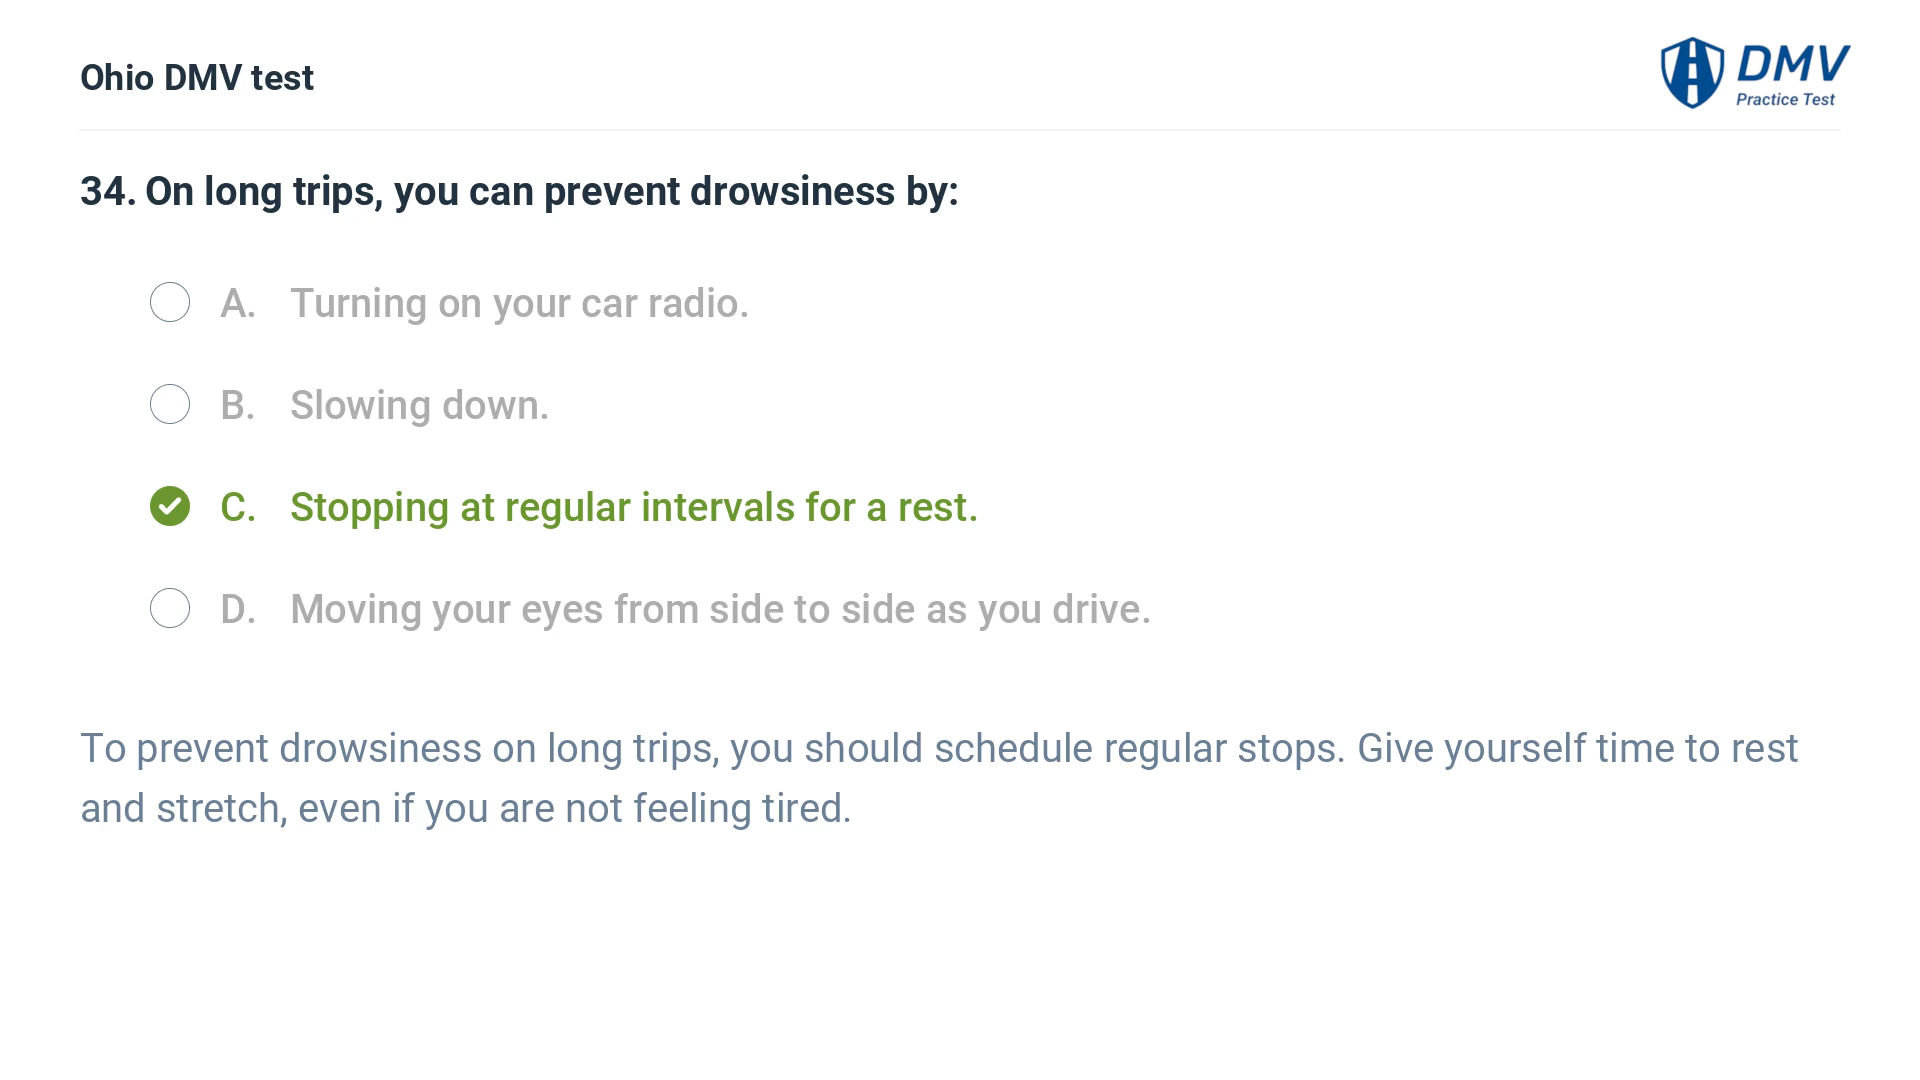 Ohio DMV test
DMV
Practice Test
34. On long trips, you can prevent drowsiness by:
A. Turning on your car radio.
B. Slowing down.
C. Stopping at regular intervals for a rest.
D. Moving your eyes from side to side as you drive.
To prevent drowsiness on long trips, you should schedule regular stops. Give yourself time to rest
and stretch, even if you are not feeling tired.